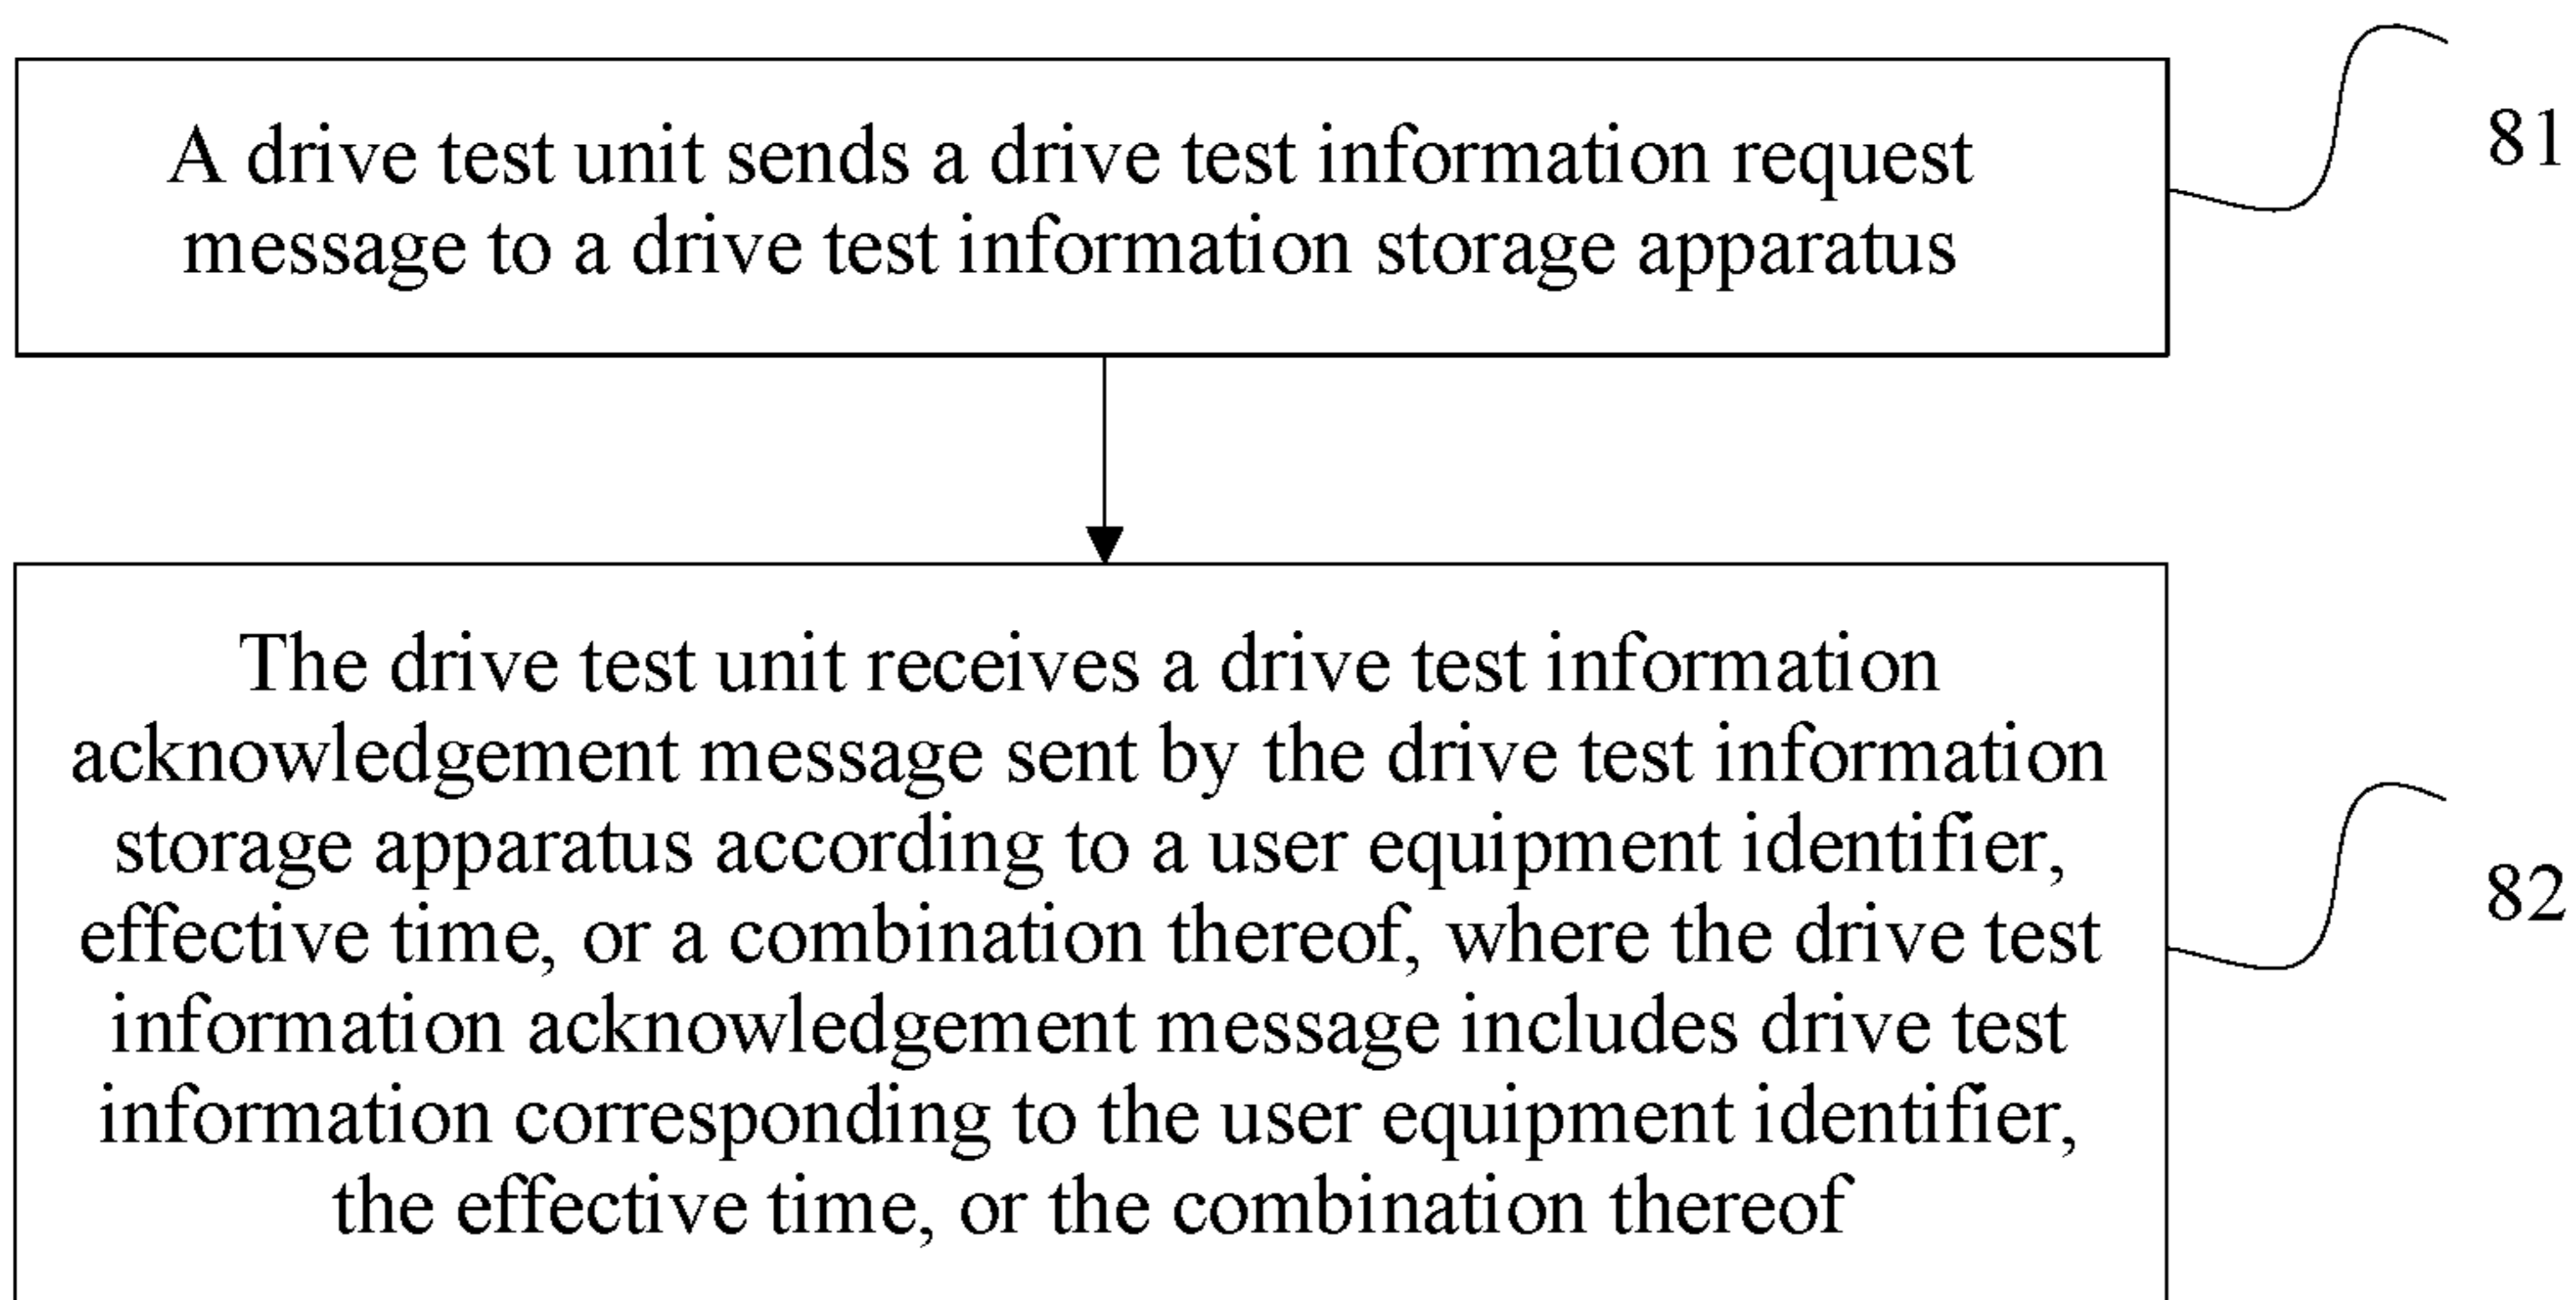 A drive test unit sends a drive test information request
message to a drive test information storage apparatus
81
The drive test unit receives a drive test information
acknowledgement message sent by the drive test information
storage apparatus according to a user equipment identifier,
effective time, or a combination thereof, where the drive test
information acknowledgement message includes drive test
information corresponding to the user equipment identifier,
the effective time, or the combination thereof
82